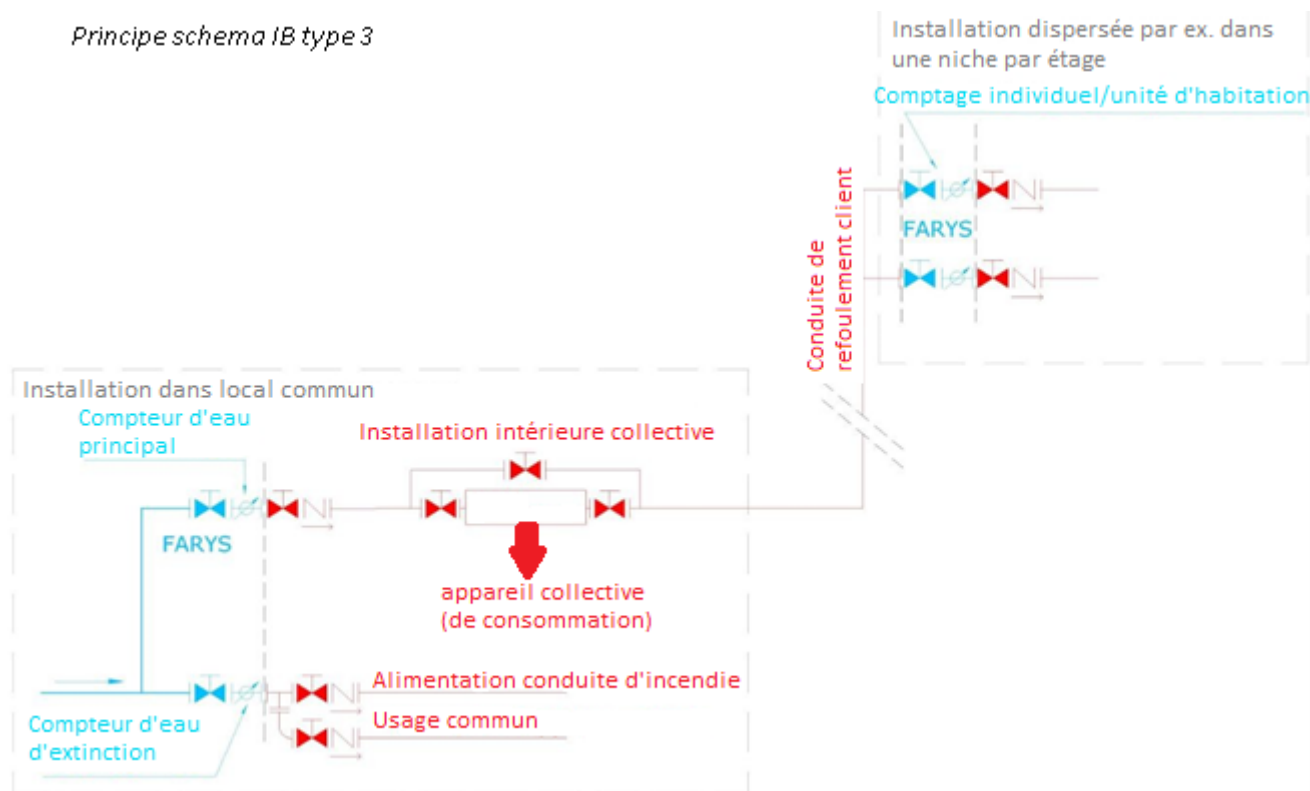 Principe schema IB type 3
Installation dispersée par ex. dans
une niche par étage
Comptage individuel/unité d'habitation
FARYS
Conduite de
refoulement client
Installation dans local commun
Compteur d'eau
principal
Installation intérieure collective
FARYS
appareil collective
(de consommation)
Alimentation conduite d'incendie
Usage commun
Compteur d'eau
d'extinction